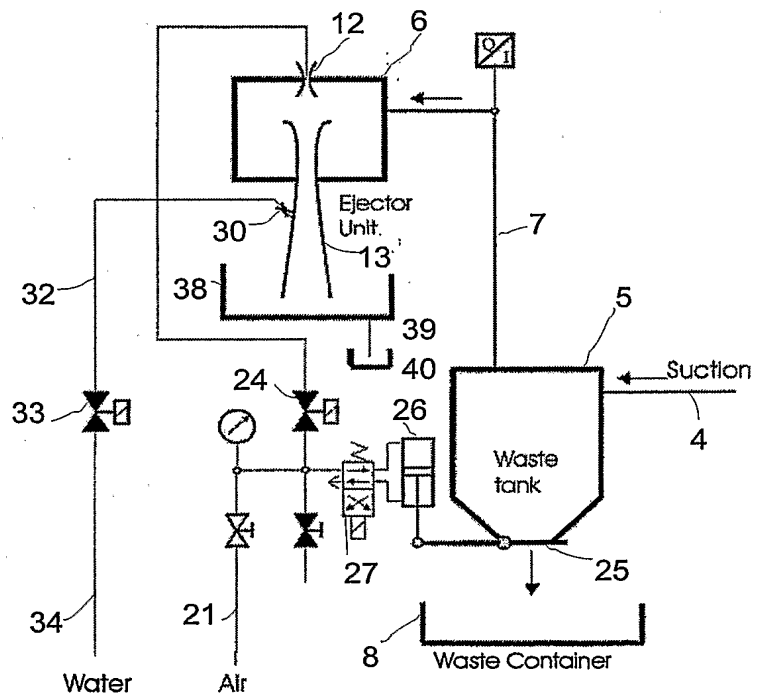 12
6
Q
I
Ejector
Unit.
30
13
7
32
38
39
5
40
Suction
24
26
33
4
Waste
tank
27
25
34
21
8
Waste Container
Water
Air